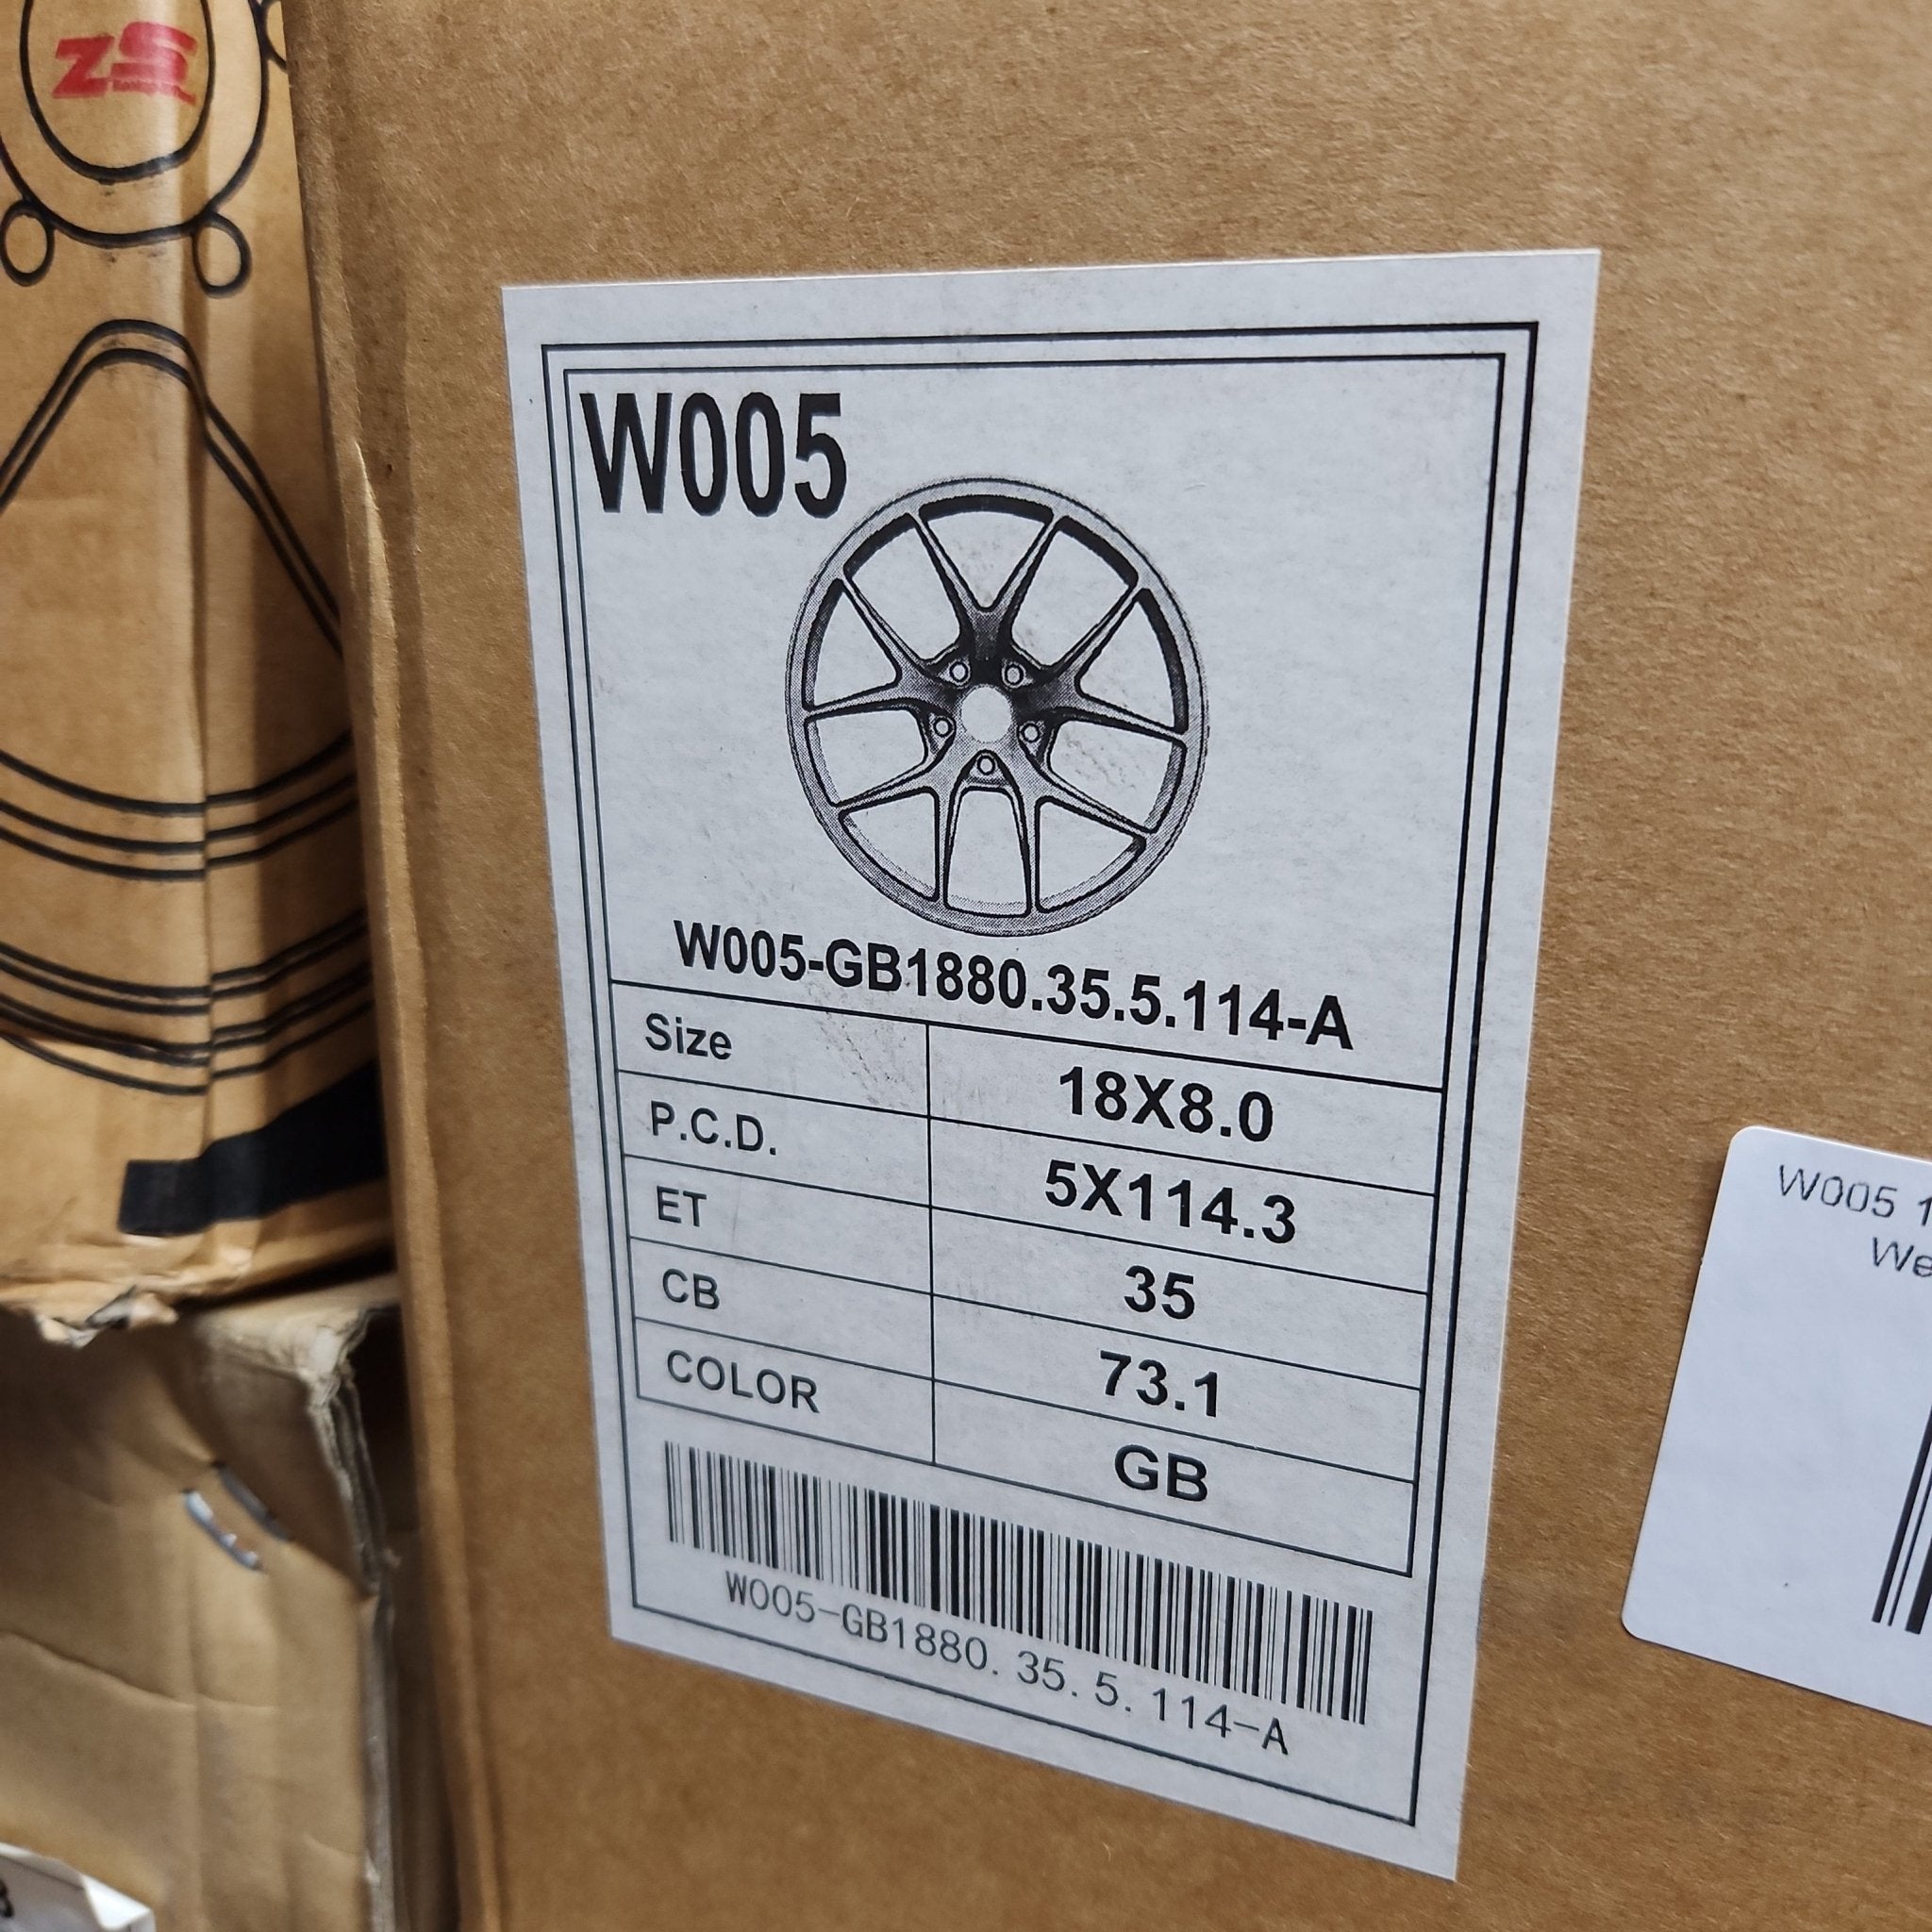 ZS
W005
W005-GB1880.35.5.114-A
Size 18X8.0
P.C.D. 5X114.3
ET 35
CB 73.1
COLOR GB
W005-GB1880.35.5.114-A
W005